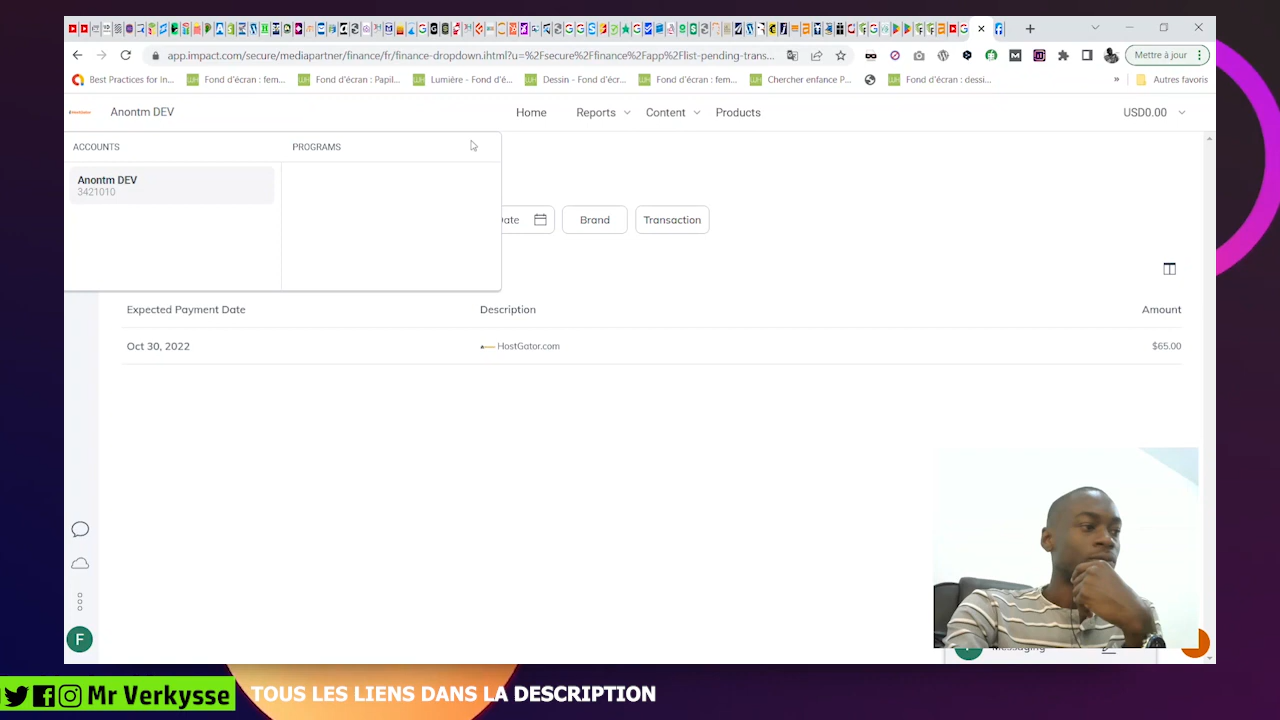 app.impact.com/secure/mediapartner/finance/fr/finance-dropdown.ihtml?u=%2Fsecure%2Ffinance%2Fapp%2Flist-pending-trans...
Mettre à jour
Best Practices for In...
Fond d'écran : fem...
Fond d'écran : Papil...
Lumière - Fond d'é...
Dessin - Fond d'écr...
Fond d'écran : fem...
Chercher enfance P...
Fond d'écran : dessi...
»
Autres favoris
Anontm DEV
Home
Reports
Content
Products
USD0.00
ACCOUNTS
PROGRAMS
Anontm DEV
3421010
Date
Brand
Transaction
Expected Payment Date
Description
Amount
Oct 30, 2022
HostGator.com
$65.00
F
Messaging
Mr Verkysse
TOUS LES LIENS DANS LA DESCRIPTION